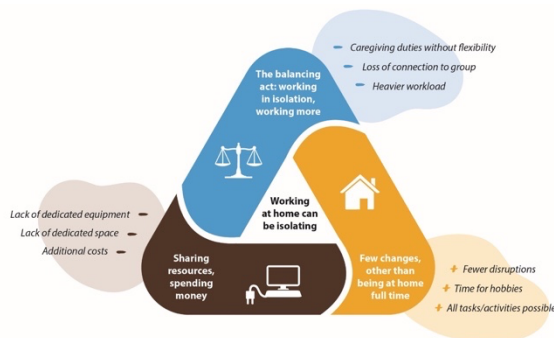 The balancing
act: working
in isolation,
working more
Caregiving duties without flexibility
Loss of connection to group
Heavier workload
Working
at home can
be isolating
Lack of dedicated equipment
Lack of dedicated space
Additional costs
Sharing
resources,
spending
money
Few changes,
other than
being at home
full time
Fewer disruptions
Time for hobbies
All tasks/activities possible